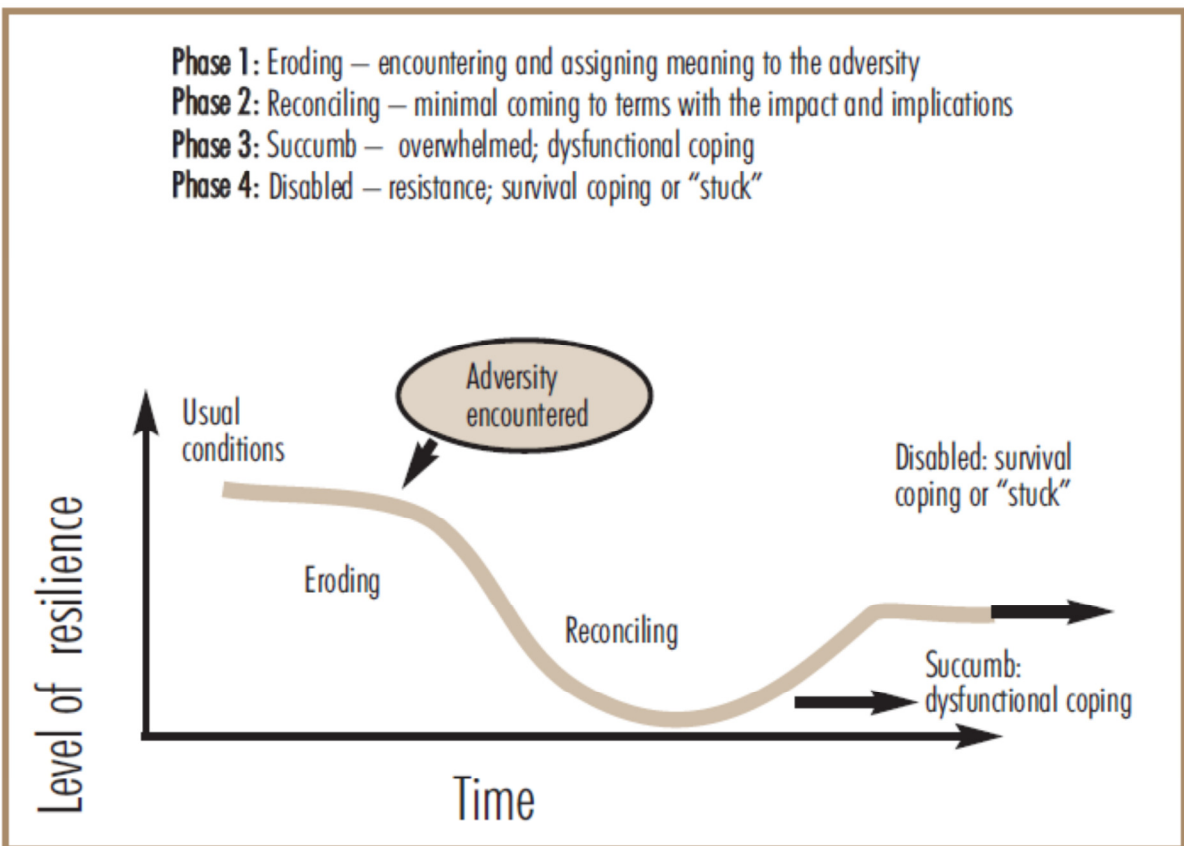 Phase 1: Eroding – encountering and assigning meaning to the adversity
Phase 2: Reconciling – minimal coming to terms with the impact and implications
Phase 3: Succumb – overwhelmed; dysfunctional coping
Phase 4: Disabled – resistance; survival coping or “stuck”
Adversity
encountered
Usual
conditions
Disabled: survival
coping or “stuck”
Eroding
Reconciling
Succumb:
dysfunctional coping
Level of resilience
Time